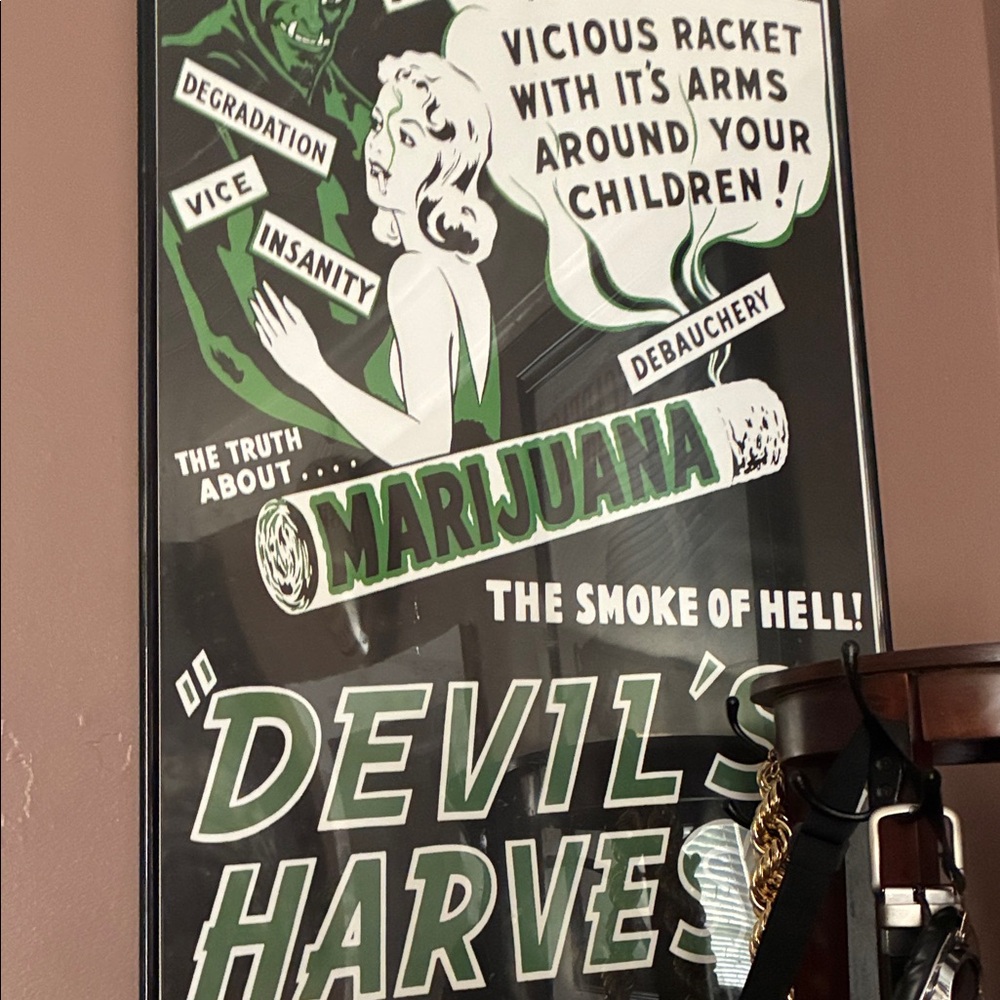 VICIOUS RACKET
WITH IT'S ARMS
AROUND YOUR
CHILDREN!
DEGRADATION
VICE
INSANITY
DEBAUCHERY
THE TRUTH
ABOUT....
MARIJUANA
THE SMOKE OF HELL!
"DEVIL'S
HARVES